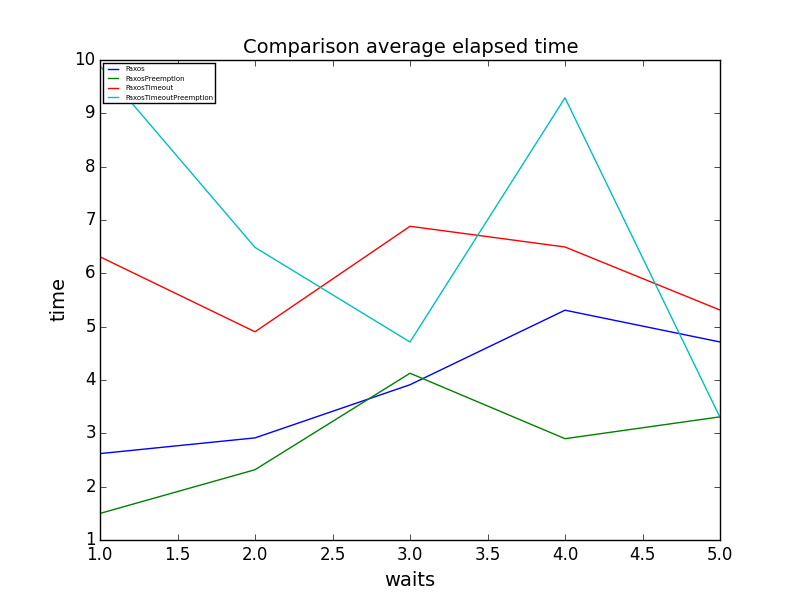 Comparison average elapsed time
10
9
8
7
6
5
4
3
2
1
time
Paxos
PaxosPreemption
PaxosTimeout
PaxosTimeoutPreemption
1.0 1.5 2.0 2.5 3.0 3.5 4.0 4.5 5.0
waits